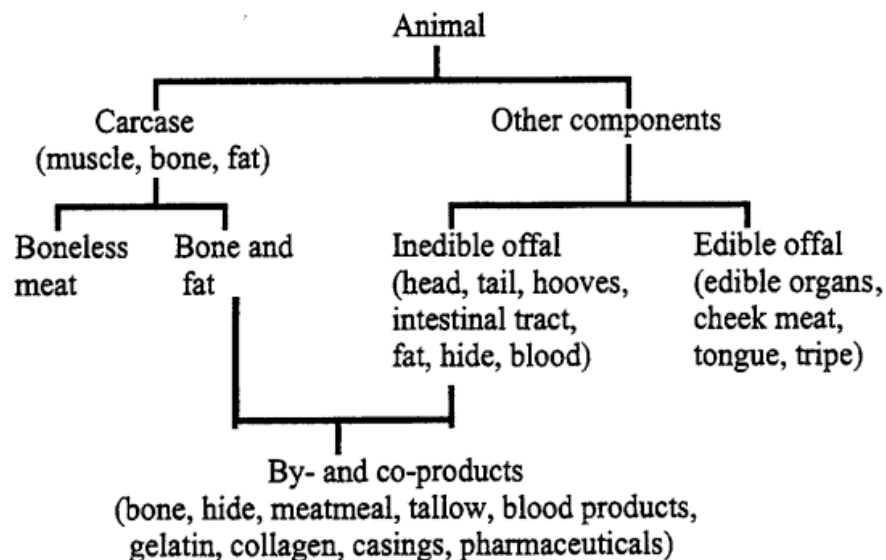 Animal
Carcase
(muscle, bone, fat)
Other components
Boneless
meat
Bone and
fat
Inedible offal
(head, tail, hooves,
intestinal tract,
fat, hide, blood)
Edible offal
(edible organs,
cheek meat,
tongue, tripe)
By- and co-products
(bone, hide, meatmeal, tallow, blood products,
gelatin, collagen, casings, pharmaceuticals)